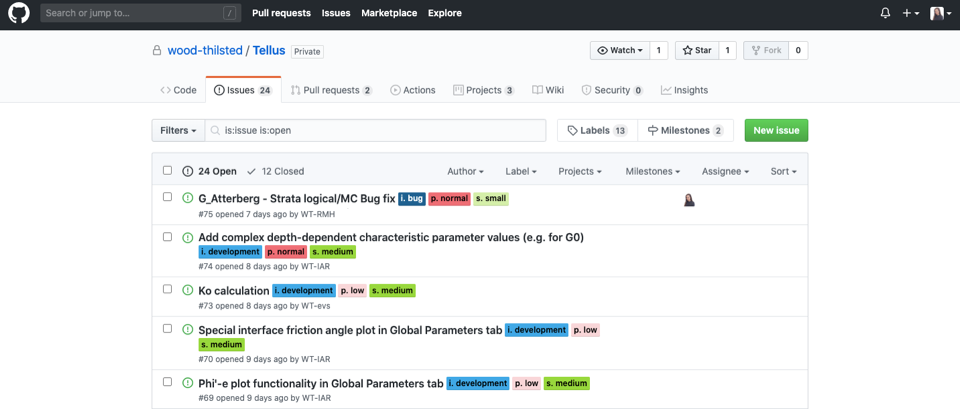 Search or jump to... / Pull requests Issues Marketplace Explore
wood-thilsted / Tellus Private Watch 1 Star 1 Fork 0
Code Issues 24 Pull requests 2 Actions Projects 3 Wiki Security 0 Insights
Filters is:issue is:open Labels 13 Milestones 2 New issue
24 Open 12 Closed Author Label Projects Milestones Assignee Sort
G_Atterberg - Strata logical/MC Bug fix i. bug p. normal s. small
#75 opened 7 days ago by WT-RMH
Add complex depth-dependent characteristic parameter values (e.g. for G0)
i. development p. normal s. medium
#74 opened 8 days ago by WT-IAR
Ko calculation i. development p. low s. medium
#73 opened 8 days ago by WT-evs
Special interface friction angle plot in Global Parameters tab i. development p. low
s. medium
#70 opened 9 days ago by WT-IAR
Phi'-e plot functionality in Global Parameters tab i. development p. low s. medium
#69 opened 9 days ago by WT-IAR